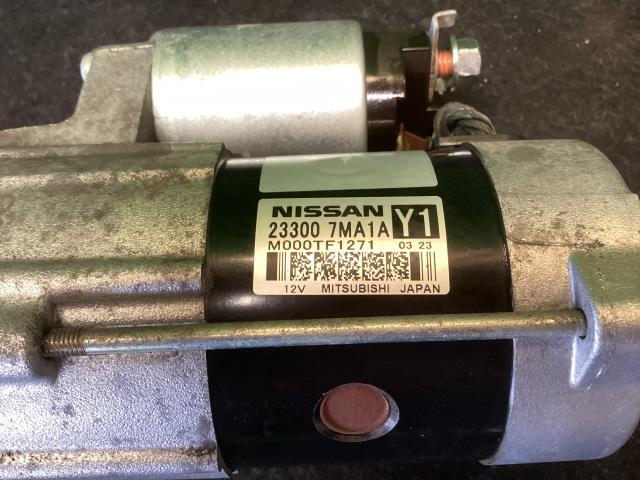 NISSAN
23300 7MA1A Y1
M000TF1271 03 23
12V MITSUBISHI JAPAN